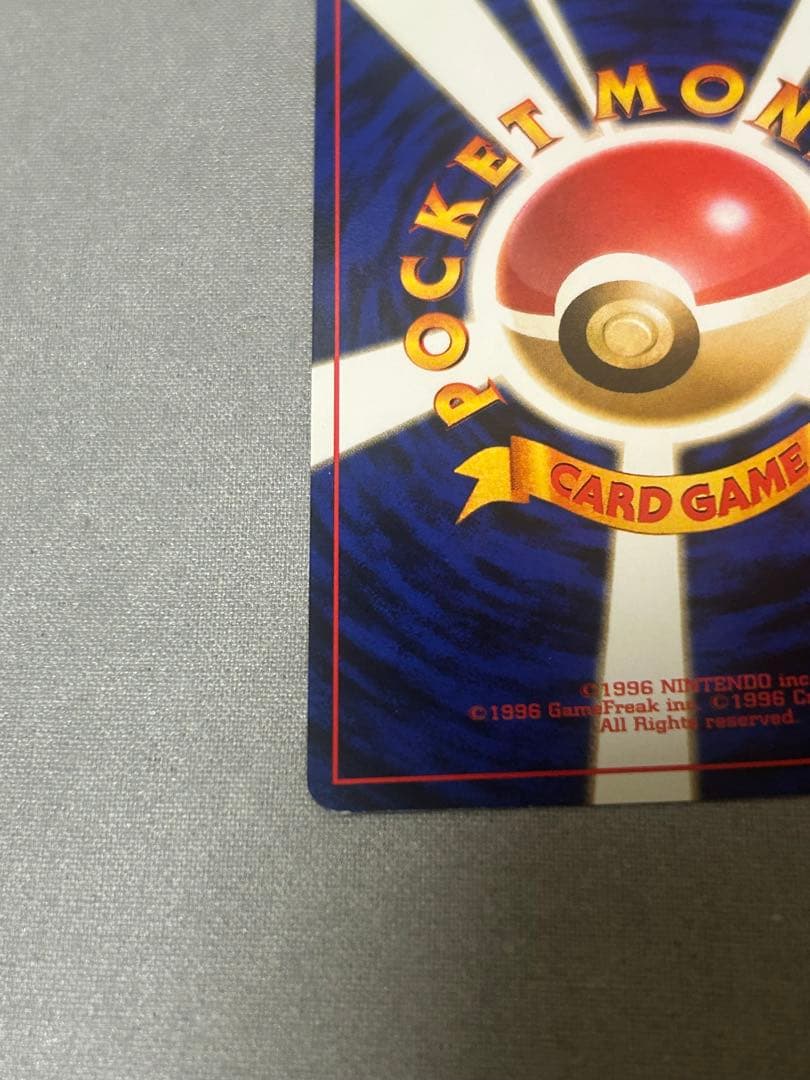 POCKET MON
CARD GAME
©1996 NINTENDO inc
©1996 GameFreak inc. ©1996 C
All Rights reserved.